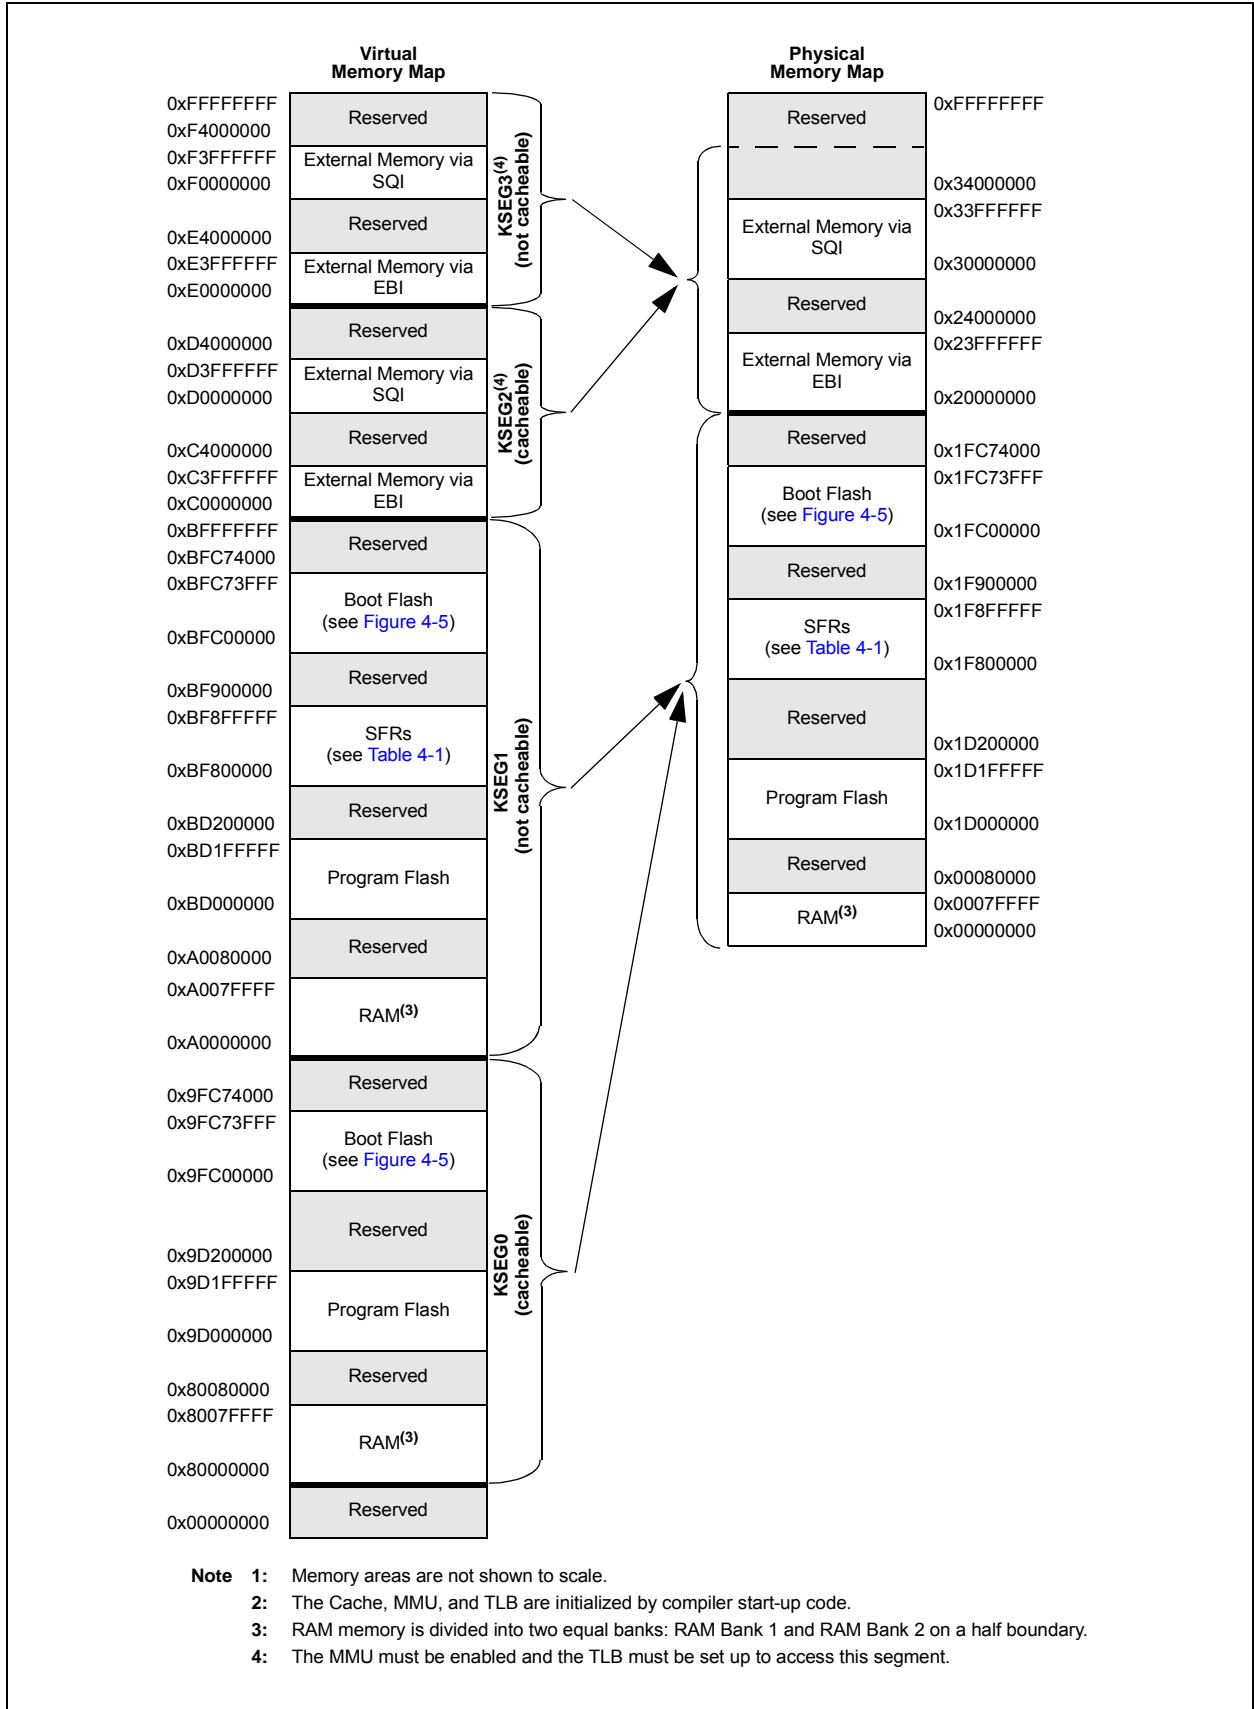 Virtual
Memory Map
0xFFFFFFFF
Reserved
0xF4000000
0xF3FFFFFF
External Memory via
SQI
0xF0000000
Reserved
0xE4000000
0xE3FFFFFF
External Memory via
EBI
0xE0000000
KSEG3(4)
(not cacheable)
Reserved
0xD4000000
0xD3FFFFFF
External Memory via
SQI
0xD0000000
Reserved
0xC4000000
0xC3FFFFFF
External Memory via
EBI
0xC0000000
KSEG2(4)
(cacheable)
0xBFFFFFFF
Reserved
0xBFC74000
0xBFC73FFF
Boot Flash
(see Figure 4-5)
0xBFC00000
Reserved
0xBF900000
0xBF8FFFFF
SFRs
(see Table 4-1)
0xBF800000
Reserved
0xBD200000
0xBD1FFFFF
Program Flash
0xBD000000
Reserved
0xA0080000
0xA007FFFF
RAM(3)
0xA0000000
KSEG1
(not cacheable)
Reserved
0x9FC74000
0x9FC73FFF
Boot Flash
(see Figure 4-5)
0x9FC00000
Reserved
0x9D200000
0x9D1FFFFF
Program Flash
0x9D000000
Reserved
0x80080000
0x8007FFFF
RAM(3)
0x80000000
KSEG0
(cacheable)
Reserved
0x00000000
Physical
Memory Map
0xFFFFFFFF
Reserved
0x34000000
0x33FFFFFF
External Memory via
SQI
0x30000000
Reserved
0x24000000
0x23FFFFFF
External Memory via
EBI
0x20000000
Reserved
0x1FC74000
0x1FC73FFF
Boot Flash
(see Figure 4-5)
0x1FC00000
Reserved
0x1F900000
0x1F8FFFFF
SFRs
(see Table 4-1)
0x1F800000
Reserved
0x1D200000
0x1D1FFFFF
Program Flash
0x1D000000
Reserved
0x00080000
0x0007FFFF
RAM(3)
0x00000000
Note 1: Memory areas are not shown to scale.
2: The Cache, MMU, and TLB are initialized by compiler start-up code.
3: RAM memory is divided into two equal banks: RAM Bank 1 and RAM Bank 2 on a half boundary.
4: The MMU must be enabled and the TLB must be set up to access this segment.